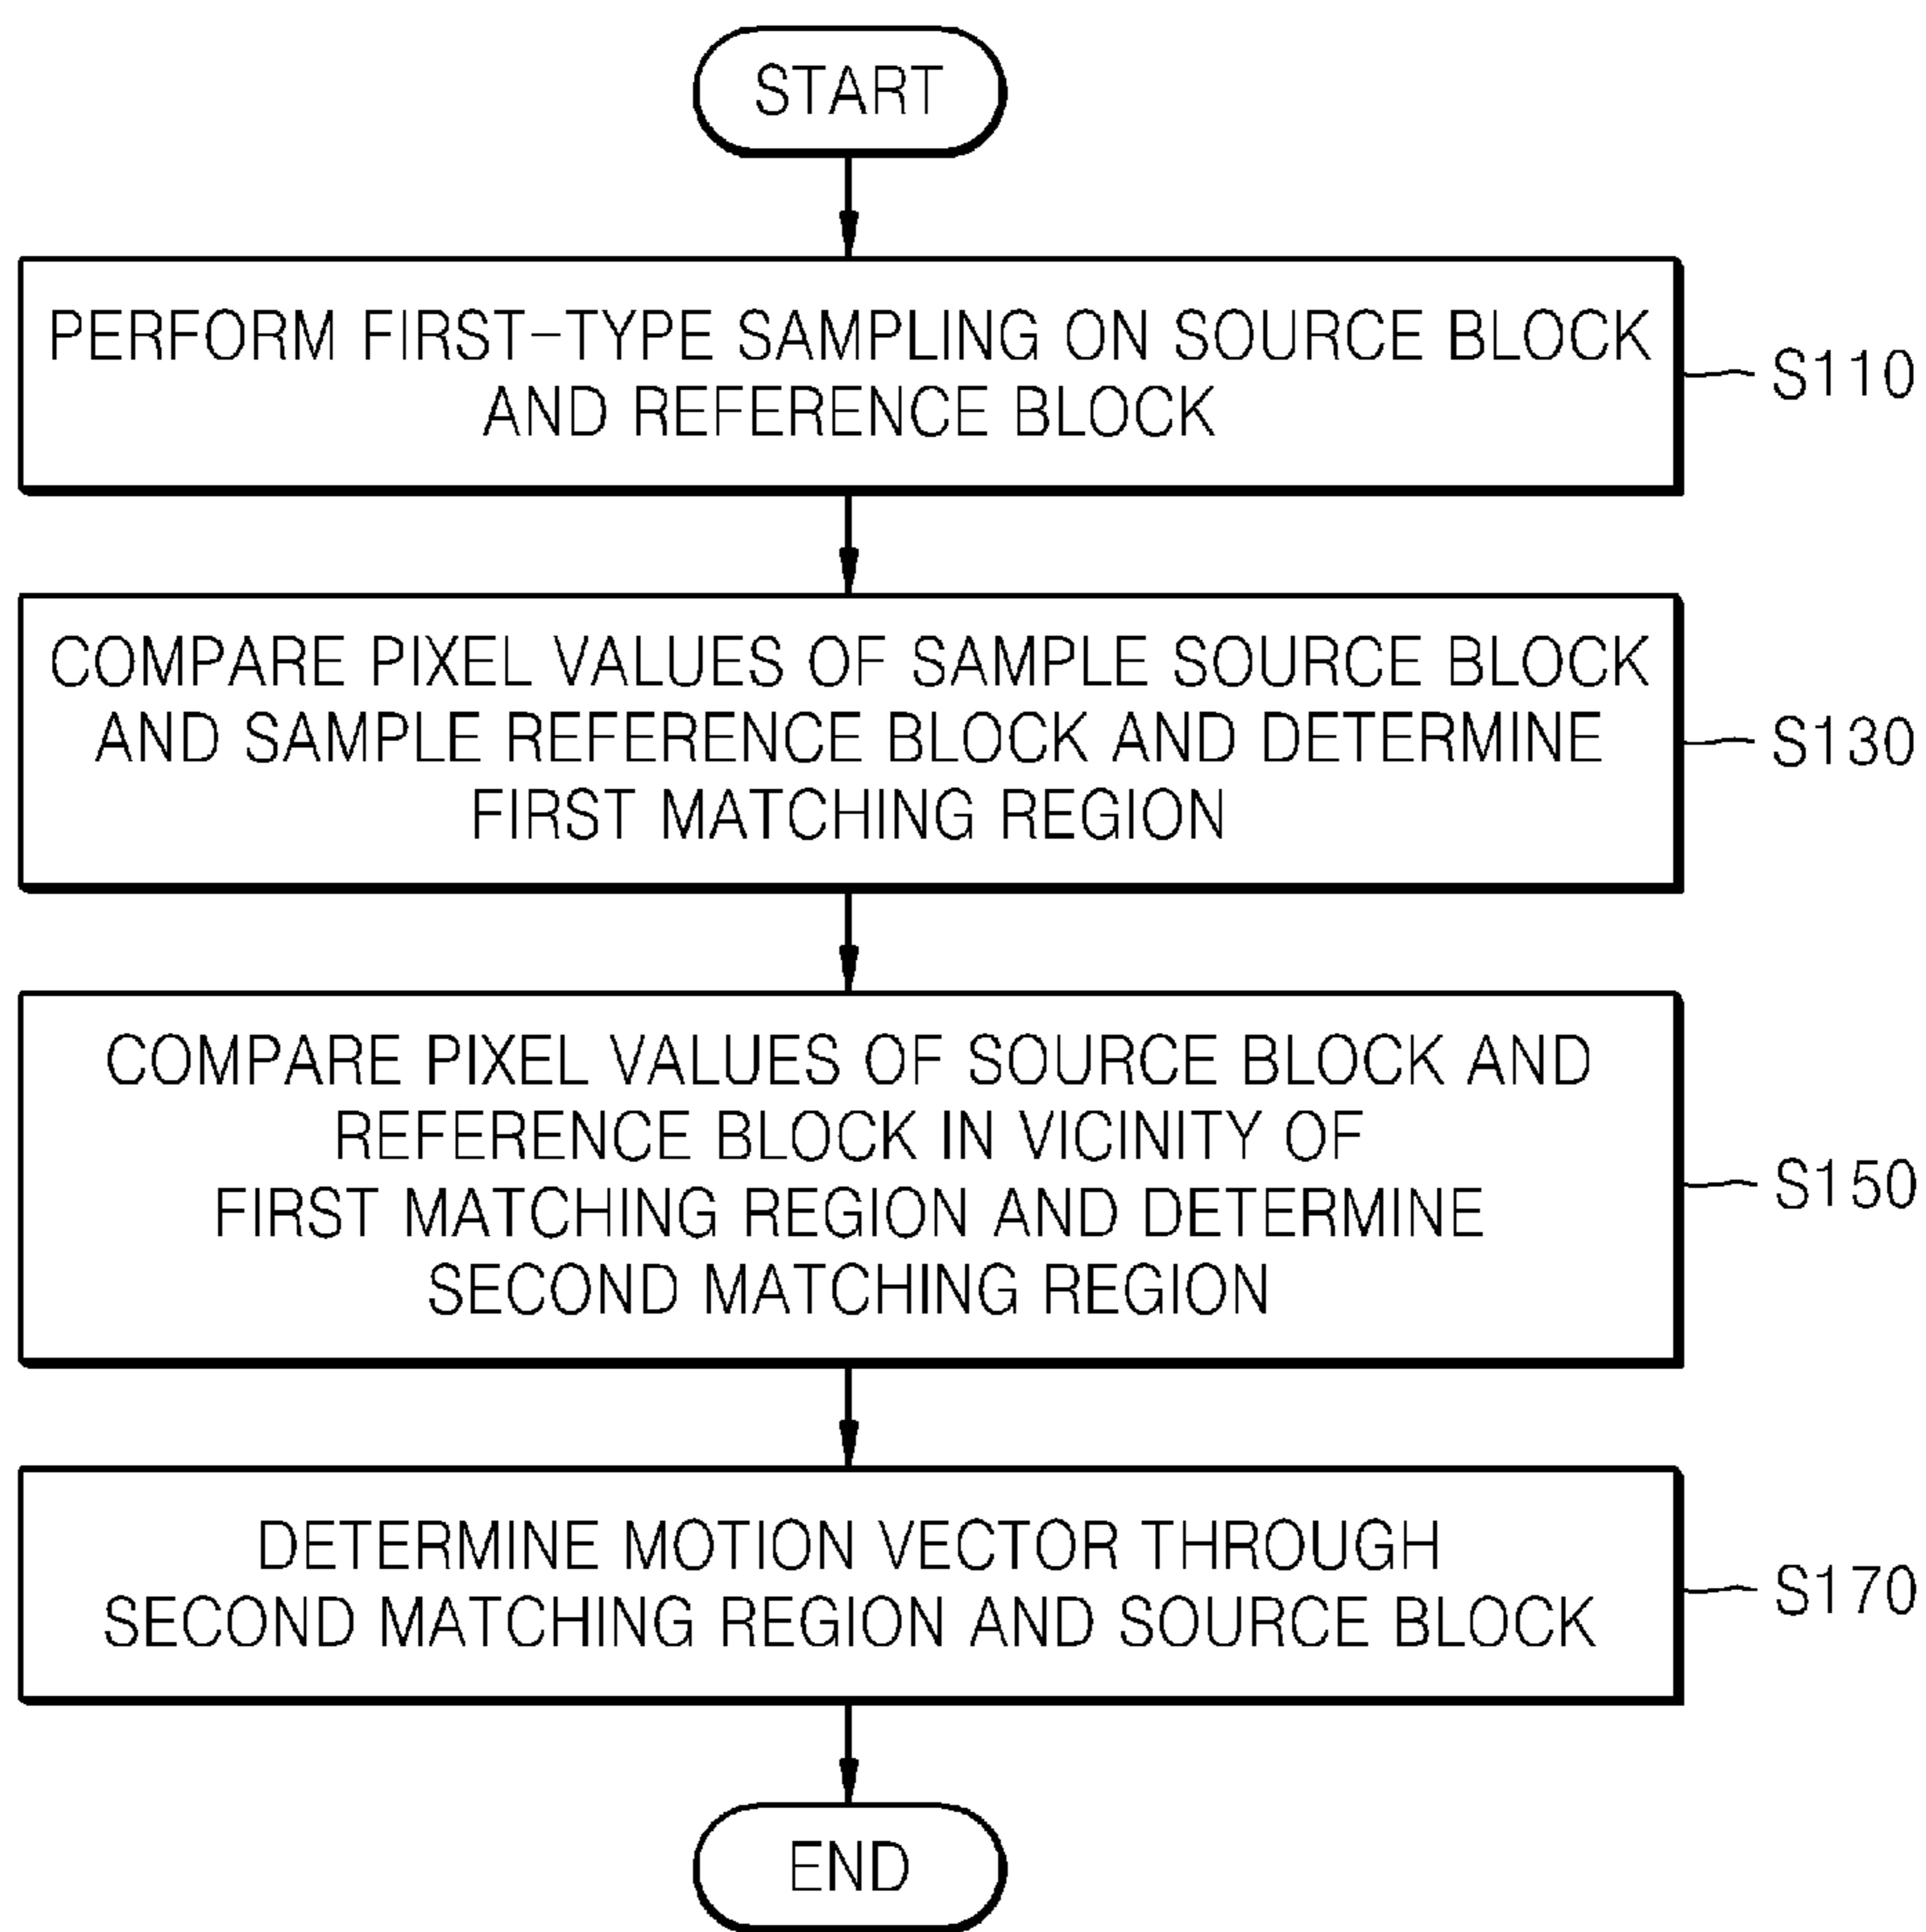 START
PERFORM FIRST-TYPE SAMPLING ON SOURCE BLOCK
AND REFERENCE BLOCK
S110
COMPARE PIXEL VALUES OF SAMPLE SOURCE BLOCK
AND SAMPLE REFERENCE BLOCK AND DETERMINE
FIRST MATCHING REGION
S130
COMPARE PIXEL VALUES OF SOURCE BLOCK AND
REFERENCE BLOCK IN VICINITY OF
FIRST MATCHING REGION AND DETERMINE
SECOND MATCHING REGION
S150
DETERMINE MOTION VECTOR THROUGH
SECOND MATCHING REGION AND SOURCE BLOCK
S170
END